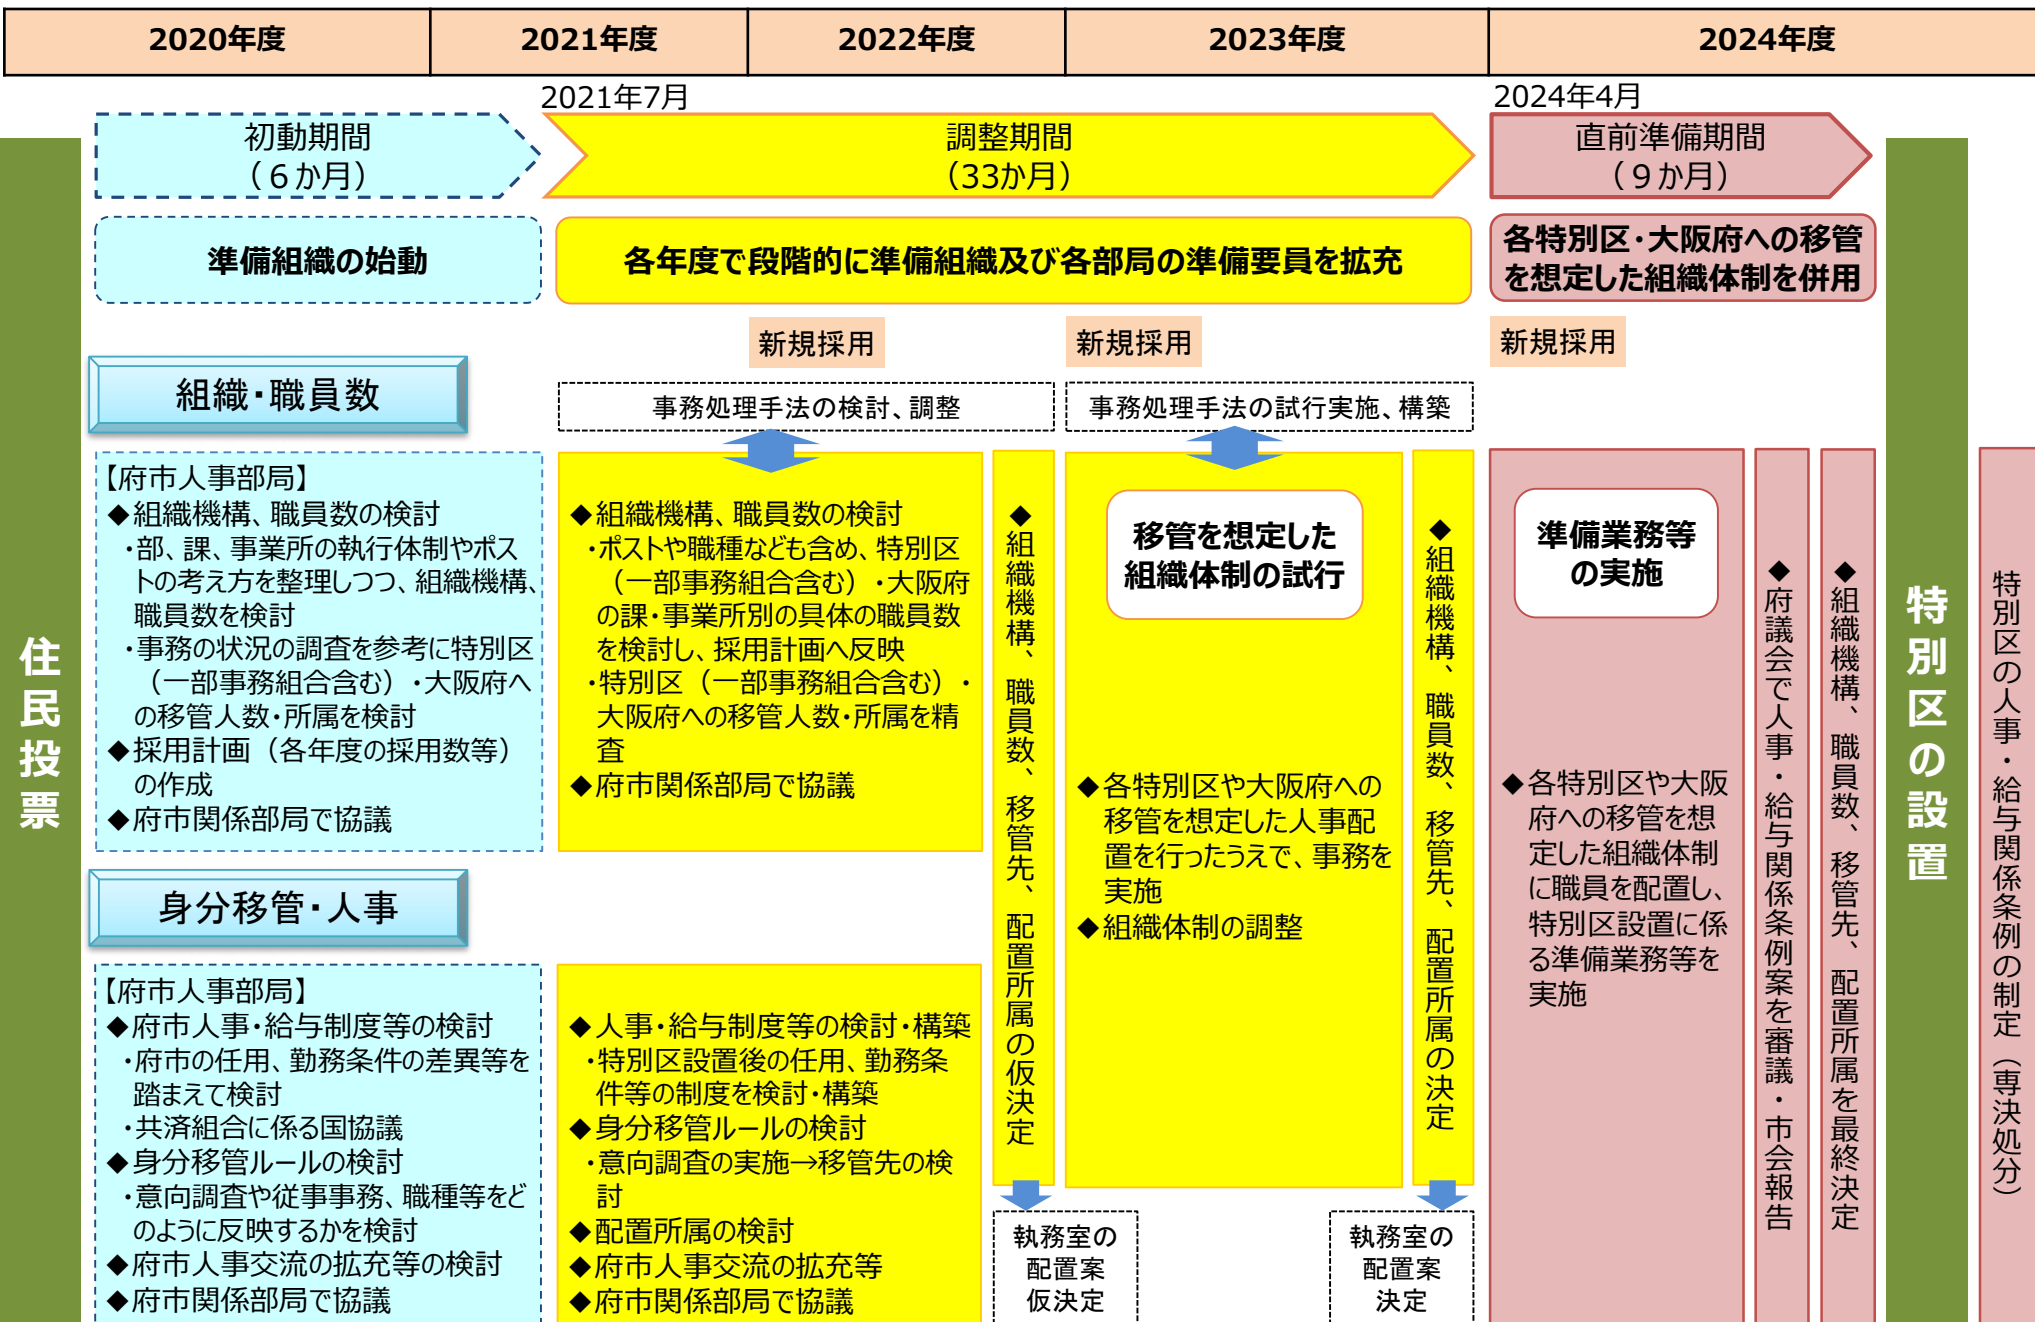 2020年度
2021年度
2022年度
2023年度
2024年度
2021年7月
2024年4月
初動期間
（６か月）
調整期間
（33か月）
直前準備期間
（９か月）
準備組織の始動
各年度で段階的に準備組織及び各部局の準備要員を拡充
各特別区・大阪府への移管
を想定した組織体制を併用
新規採用
新規採用
新規採用
組織・職員数
事務処理手法の検討、調整
事務処理手法の試行実施、構築
住民投票
【府市人事部局】
◆組織機構、職員数の検討
・部、課、事業所の執行体制やポス
トの考え方を整理しつつ、組織機構、
職員数を検討
・事務の状況の調査を参考に特別区
（一部事務組合含む）・大阪府へ
の移管人数・所属を検討
◆採用計画（各年度の採用数等）
の作成
◆府市関係部局で協議
◆組織機構、職員数の検討
・ポストや職種なども含め、特別区
（一部事務組合含む）・大阪府
の課・事業所別の具体の職員数
を検討し、採用計画へ反映
・特別区（一部事務組合含む）・
大阪府への移管人数・所属を精
査
◆府市関係部局で協議
◆組織機構、職員数、移管先、配置所属の仮決定
移管を想定した
組織体制の試行
◆各特別区や大阪府への
移管を想定した人事配
置を行ったうえで、事務を
実施
◆組織体制の調整
◆組織機構、職員数、移管先、配置所属の決定
準備業務等
の実施
◆各特別区や大阪
府への移管を想
定した組織体制
に職員を配置し、
特別区設置に係
る準備業務等を
実施
◆府議会で人事・給与関係条例案を審議・市会報告
◆組織機構、職員数、移管先、配置所属を最終決定
特別区の設置
特別区の人事・給与関係条例の制定（専決処分）
身分移管・人事
【府市人事部局】
◆府市人事・給与制度等の検討
・府市の任用、勤務条件の差異等を
踏まえて検討
・共済組合に係る国協議
◆身分移管ルールの検討
・意向調査や従事事務、職種等をど
のように反映するかを検討
◆府市人事交流の拡充等の検討
◆府市関係部局で協議
◆人事・給与制度等の検討・構築
・特別区設置後の任用、勤務条
件等の制度を検討・構築
◆身分移管ルールの検討
・意向調査の実施→移管先の検
討
◆配置所属の検討
◆府市人事交流の拡充等
◆府市関係部局で協議
執務室の
配置案
仮決定
執務室の
配置案
決定